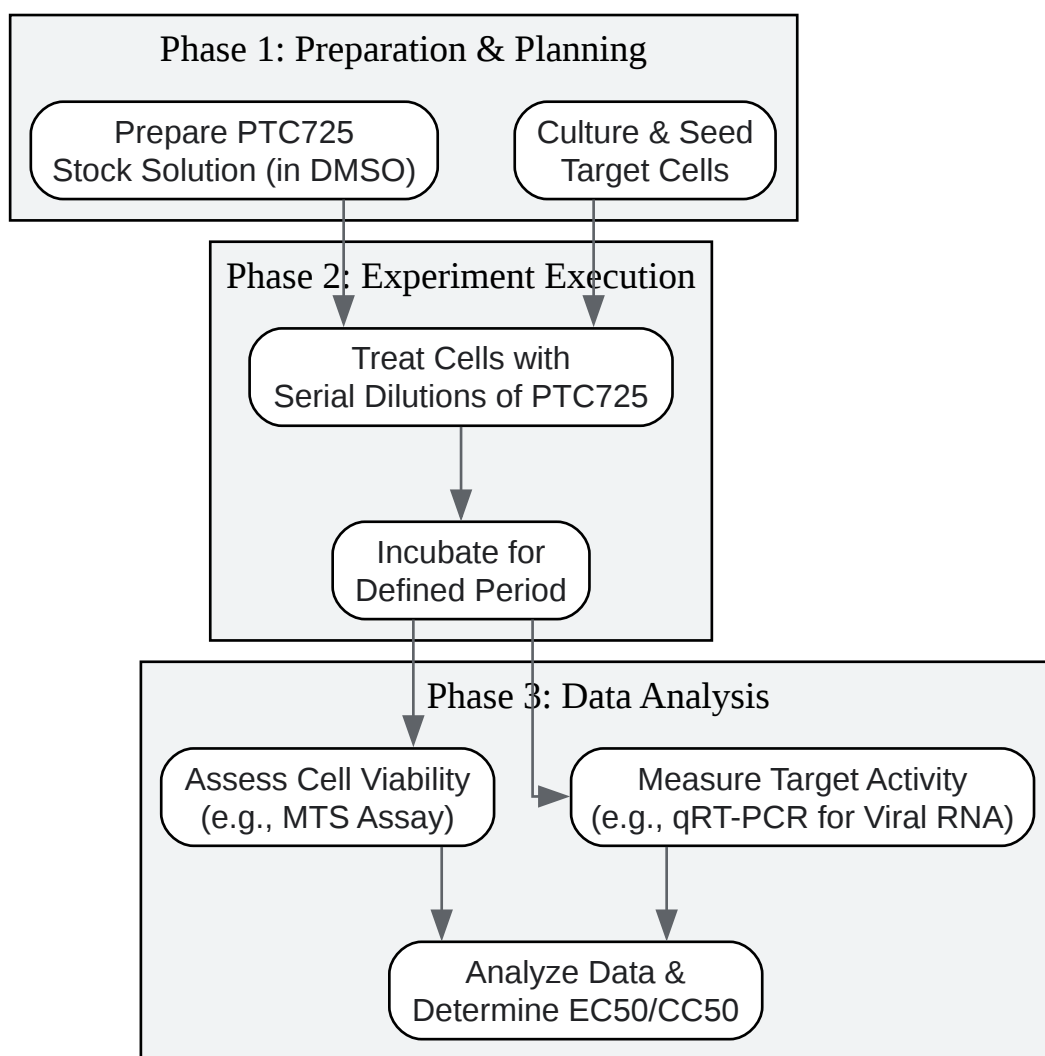 Phase 1: Preparation & Planning
Prepare PTC725
Stock Solution (in DMSO)
Culture & Seed
Target Cells
Phase 2: Experiment Execution
Treat Cells with
Serial Dilutions of PTC725
Incubate for
Defined Period
Phase 3: Data Analysis
Assess Cell Viability
(e.g., MTS Assay)
Measure Target Activity
(e.g., qRT-PCR for Viral RNA)
Analyze Data &
Determine EC50/CC50